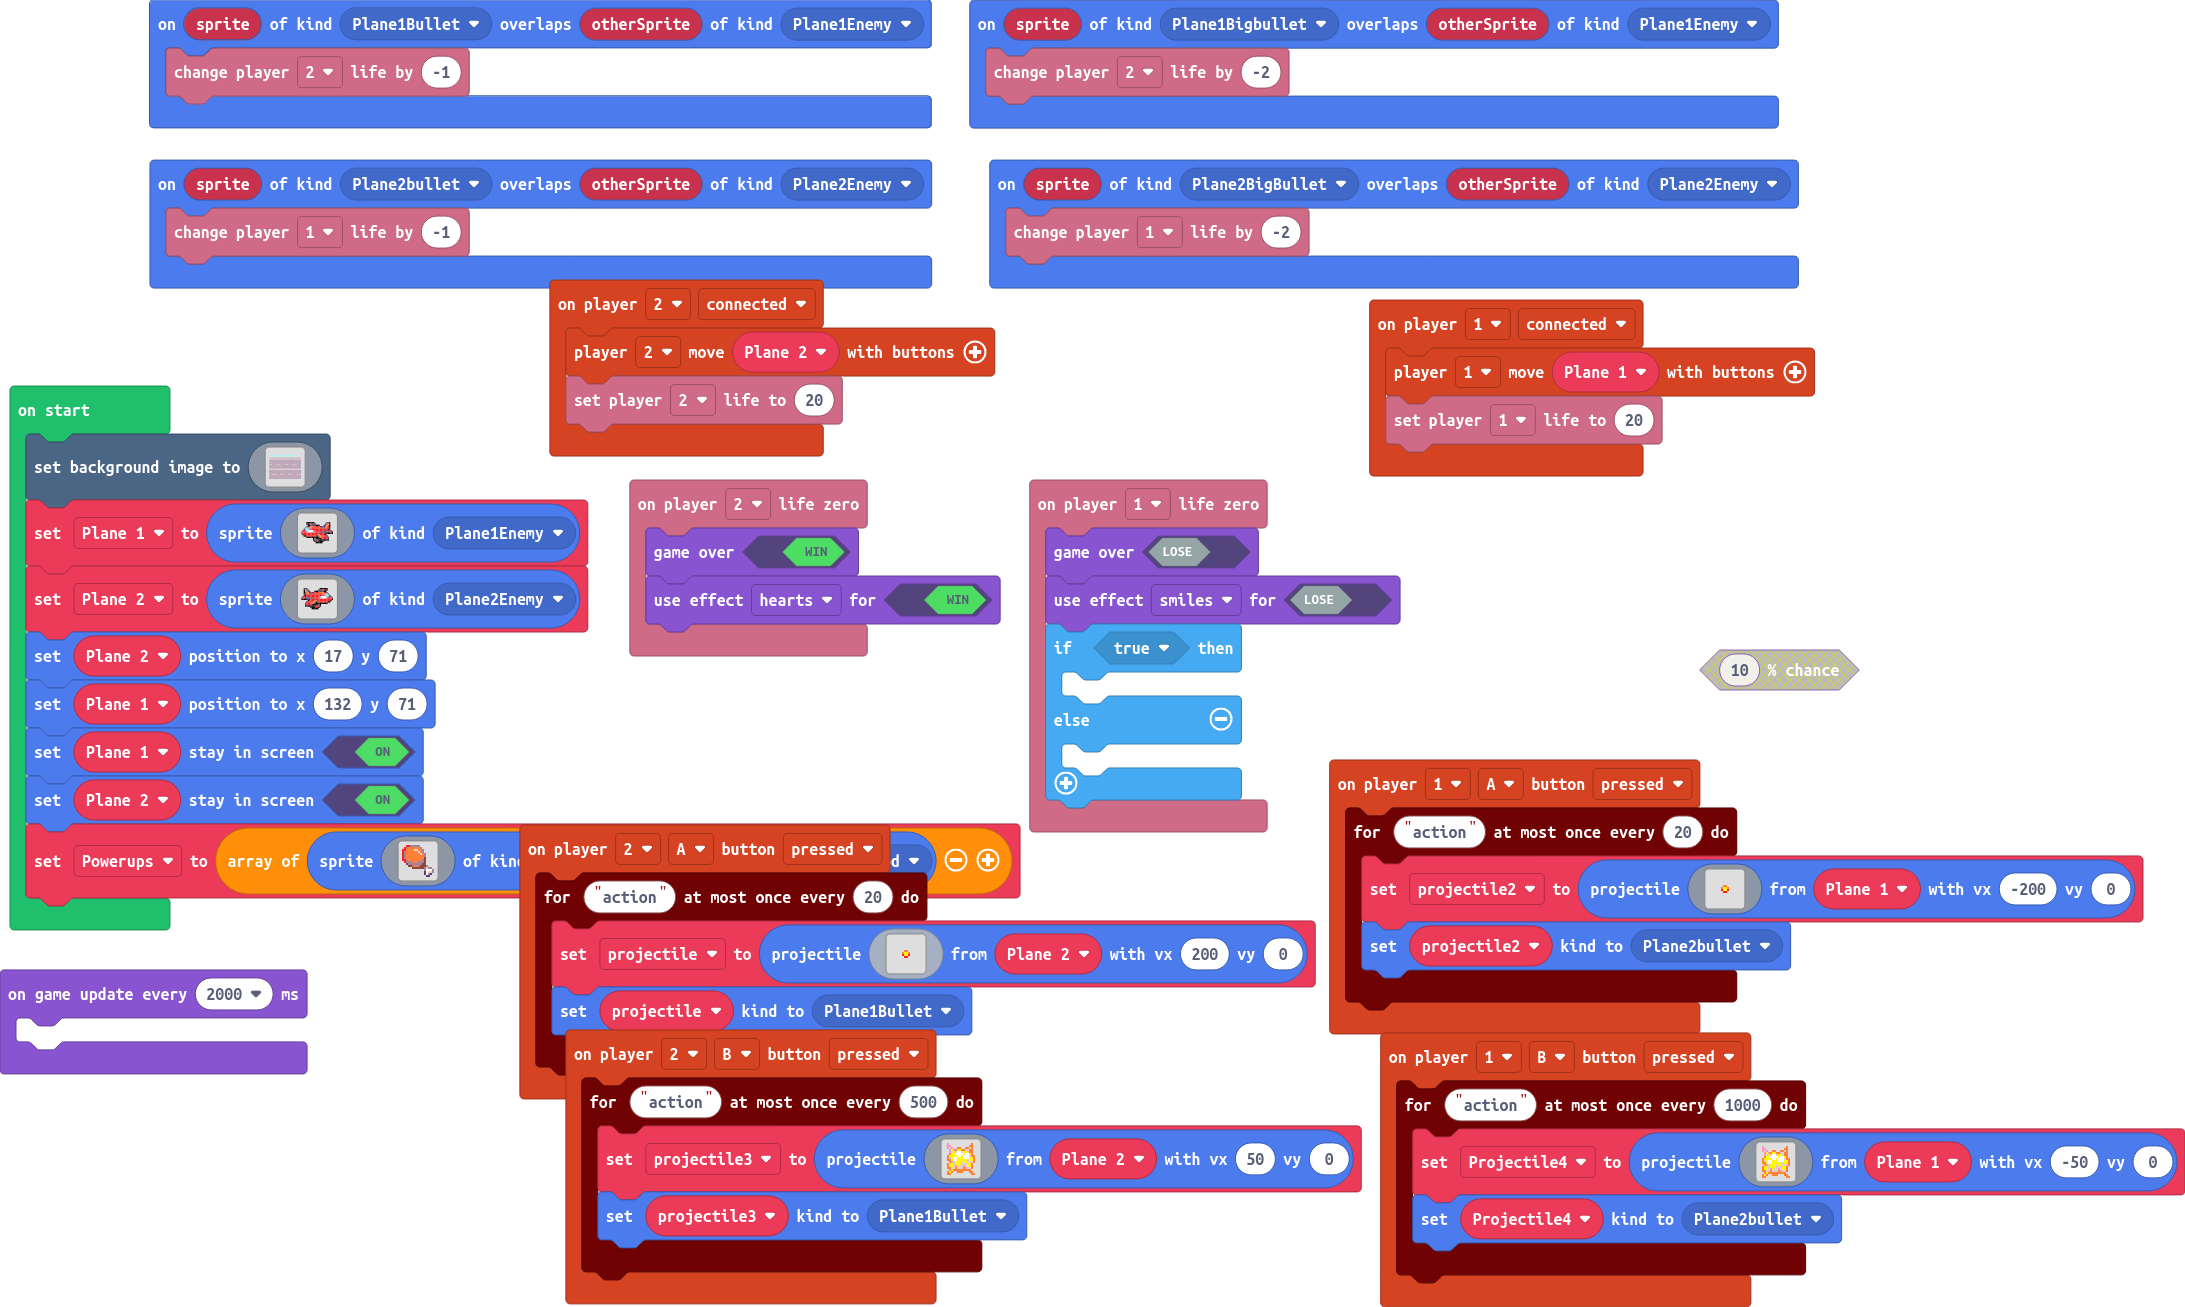 on sprite of kind Plane1Bullet overlaps otherSprite of kind Plane1Enemy
change player 2 life by -1
on sprite of kind Plane1Bigbullet overlaps otherSprite of kind Plane1Enemy
change player 2 life by -2
on sprite of kind Plane2bullet overlaps otherSprite of kind Plane2Enemy
change player 1 life by -1
on sprite of kind Plane2BigBullet overlaps otherSprite of kind Plane2Enemy
change player 1 life by -2
on player 2 connected
player 2 move Plane 2 with buttons
set player 2 life to 20
on player 1 connected
player 1 move Plane 1 with buttons
set player 1 life to 20
on start
set background image to
set Plane 1 to sprite of kind Plane1Enemy
set Plane 2 to sprite of kind Plane2Enemy
set Plane 2 position to x 17 y 71
set Plane 1 position to x 132 y 71
set Plane 1 stay in screen ON
set Plane 2 stay in screen ON
set Powerups to array of sprite of kind
on player 2 life zero
game over WIN
use effect hearts for WIN
on player 1 life zero
game over LOSE
use effect smiles for LOSE
if true then
else
10 % chance
on player 2 A button pressed
for "action" at most once every 20 do
set projectile to projectile from Plane 2 with vx 200 vy 0
set projectile kind to Plane1Bullet
on player 1 A button pressed
for "action" at most once every 20 do
set projectile2 to projectile from Plane 1 with vx -200 vy 0
set projectile2 kind to Plane2bullet
on game update every 2000 ms
on player 2 B button pressed
for "action" at most once every 500 do
set projectile3 to projectile from Plane 2 with vx 50 vy 0
set projectile3 kind to Plane1Bullet
on player 1 B button pressed
for "action" at most once every 1000 do
set Projectile4 to projectile from Plane 1 with vx -50 vy 0
set Projectile4 kind to Plane2bullet